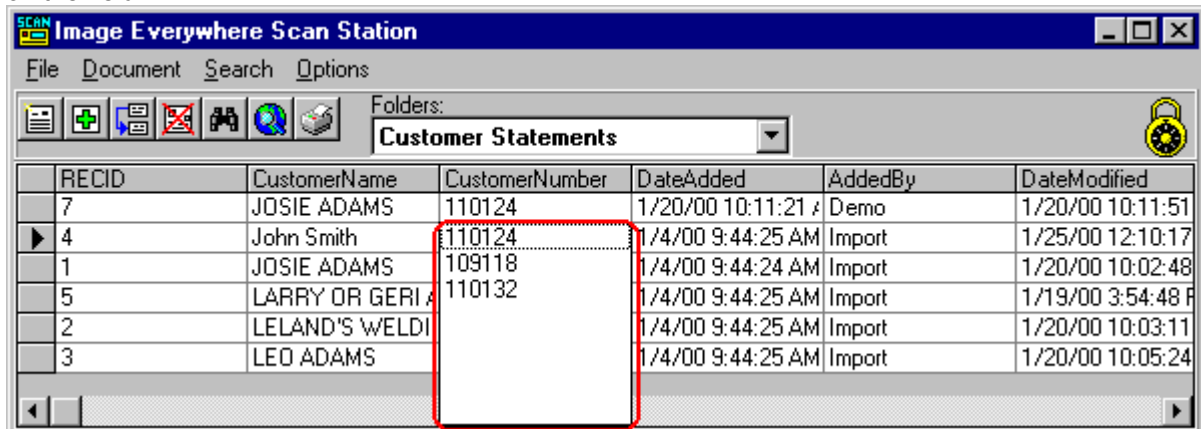 SCAN Image Everywhere Scan Station
File Document Search Options
Folders:
Customer Statements
RECID CustomerName CustomerNumber DateAdded AddedBy DateModified
7 JOSIE ADAMS 110124 1/20/00 10:11:21 Demo 1/20/00 10:11:51
4 John Smith 110124 1/4/00 9:44:25 AM Import 1/25/00 12:10:17
1 JOSIE ADAMS 109118 1/4/00 9:44:24 AM Import 1/20/00 10:02:48
5 LARRY OR GERI 110132 1/4/00 9:44:25 AM Import 1/19/00 3:54:48
2 LELAND'S WELDI 1/4/00 9:44:25 AM Import 1/20/00 10:03:11
3 LEO ADAMS 1/4/00 9:44:25 AM Import 1/20/00 10:05:24